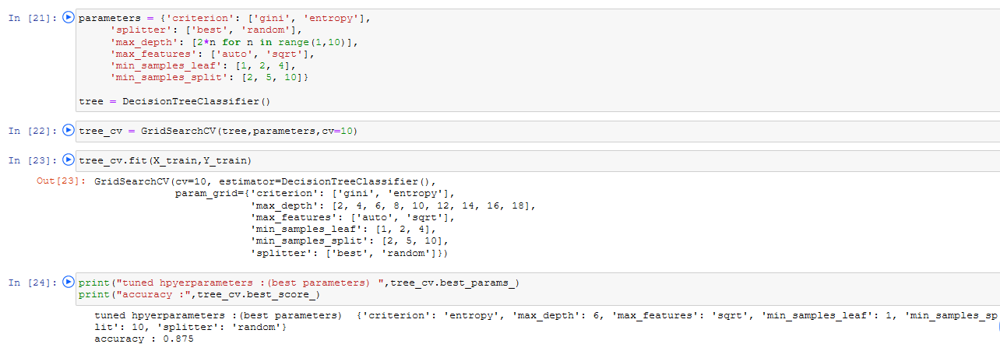 In [21]: parameters = {'criterion': ['gini', 'entropy'],
'splitter': ['best', 'random'],
'max_depth': [2*n for n in range(1,10)],
'max_features': ['auto', 'sqrt'],
'min_samples_leaf': [1, 2, 4],
'min_samples_split': [2, 5, 10]}
tree = DecisionTreeClassifier()
In [22]: tree_cv = GridSearchCV(tree,parameters,cv=10)
In [23]: tree_cv.fit(X_train,Y_train)
Out[23]: GridSearchCV(cv=10, estimator=DecisionTreeClassifier(),
param_grid={'criterion': ['gini', 'entropy'],
'max_depth': [2, 4, 6, 8, 10, 12, 14, 16, 18],
'max_features': ['auto', 'sqrt'],
'min_samples_leaf': [1, 2, 4],
'min_samples_split': [2, 5, 10],
'splitter': ['best', 'random']})
In [24]: print("tuned hpyerparameters :(best parameters) ",tree_cv.best_params_)
print("accuracy :",tree_cv.best_score_)
tuned hpyerparameters :(best parameters)  {'criterion': 'entropy', 'max_depth': 6, 'max_features': 'sqrt', 'min_samples_leaf': 1, 'min_samples_sp
lit': 10, 'splitter': 'random'}
accuracy : 0.875